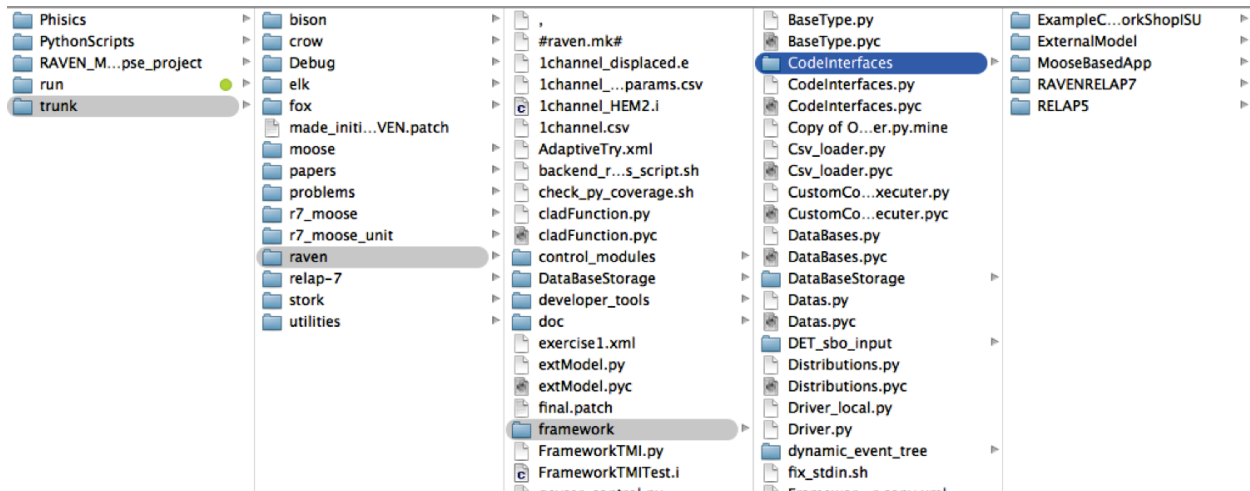 Phisics
PythonScripts
RAVEN_M...pse_project
run
trunk
bison
crow
Debug
elk
fox
made_initi...VEN.patch
moose
papers
problems
r7_moose
r7_moose_unit
raven
relap-7
stork
utilities
,
#raven.mk#
1channel_displaced.e
1channel_...params.csv
1channel_HEM2.i
1channel.csv
AdaptiveTry.xml
backend_r...s_script.sh
check_py_coverage.sh
cladFunction.py
cladFunction.pyc
control_modules
DataBaseStorage
developer_tools
doc
exercise1.xml
extModel.py
extModel.pyc
final.patch
framework
FrameworkTMI.py
FrameworkTMITest.i
BaseType.py
BaseType.pyc
CodeInterfaces
CodeInterfaces.py
CodeInterfaces.pyc
Copy of O...er.py.mine
Csv_loader.py
Csv_loader.pyc
CustomCo...xecuter.py
CustomCo...ecuter.pyc
DataBases.py
DataBases.pyc
DataBaseStorage
Datas.py
Datas.pyc
DET_sbo_input
Distributions.py
Distributions.pyc
Driver_local.py
Driver.py
dynamic_event_tree
fix_stdin.sh
ExampleC...orkShopISU
ExternalModel
MooseBasedApp
RAVENRELAP7
RELAP5